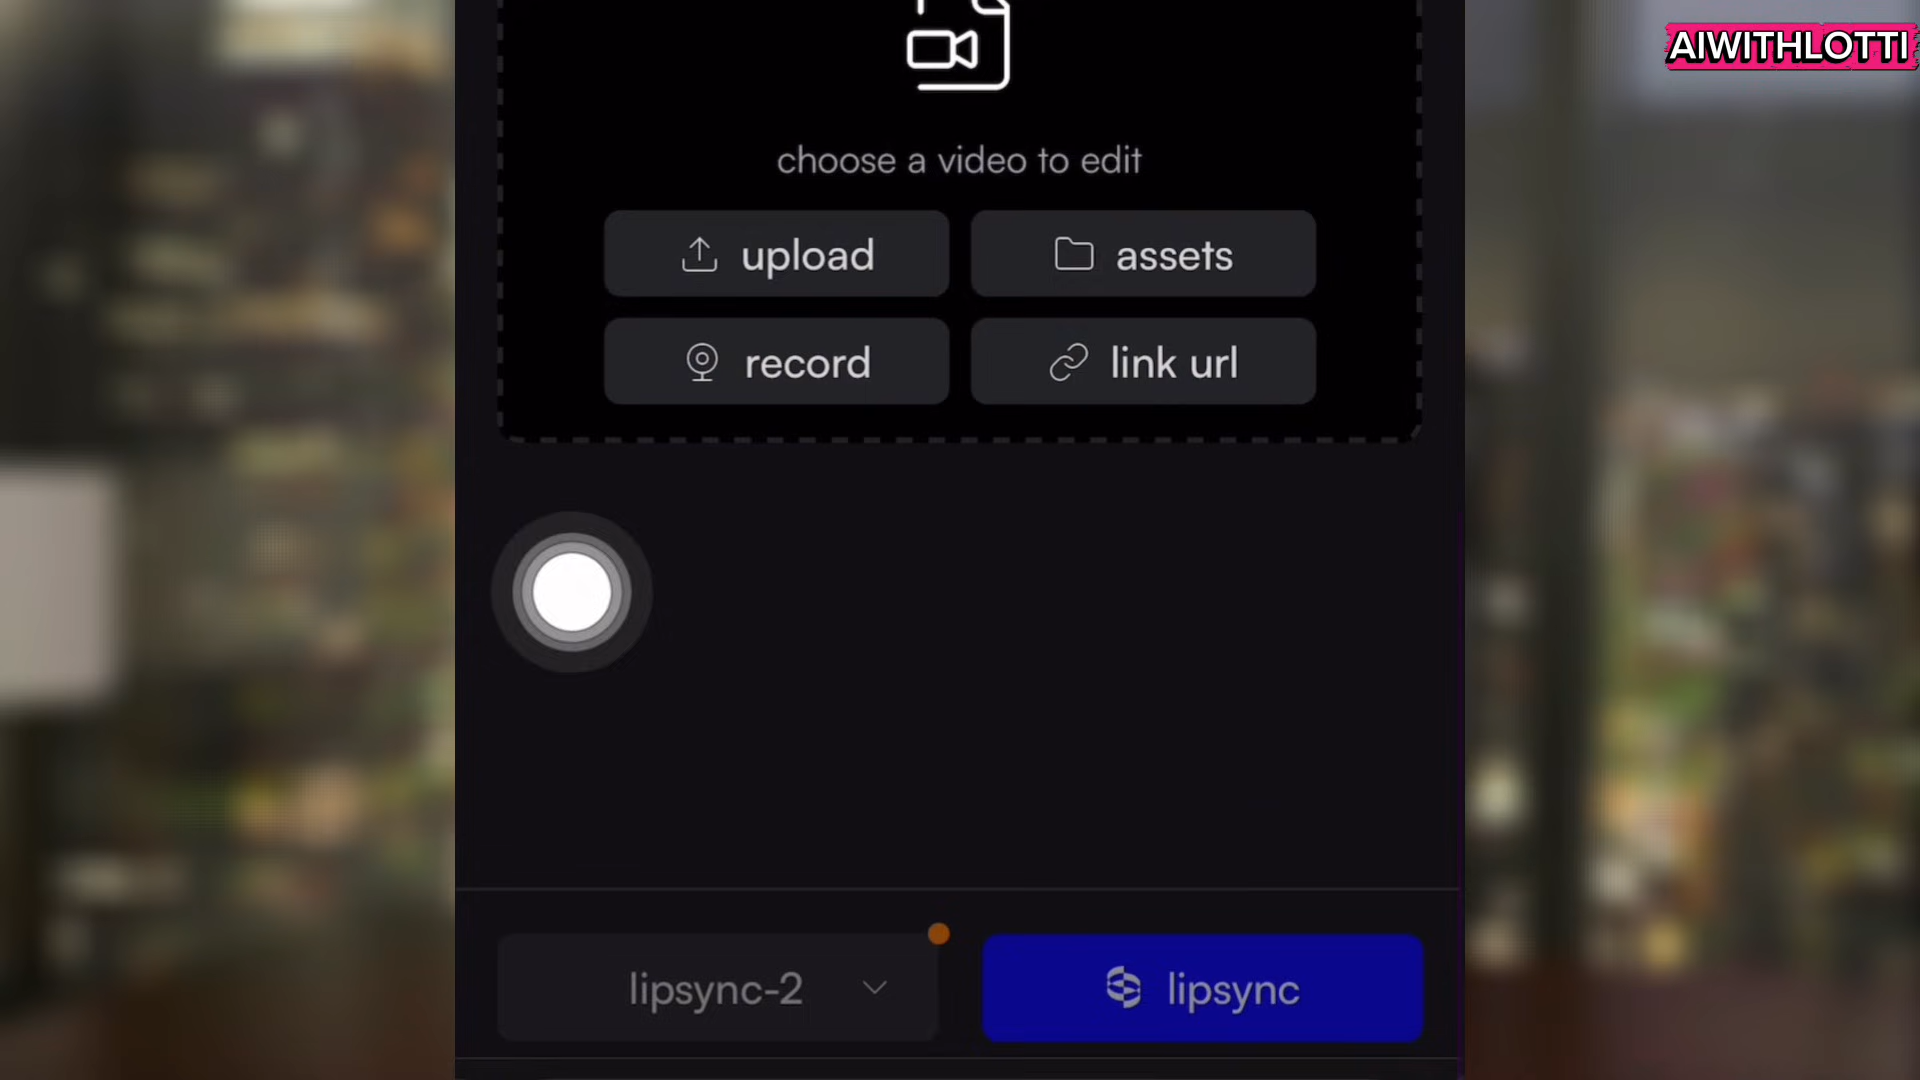 AIWITHLOTTI
choose a video to edit
upload
assets
record
link url
lipsync-2
lipsync